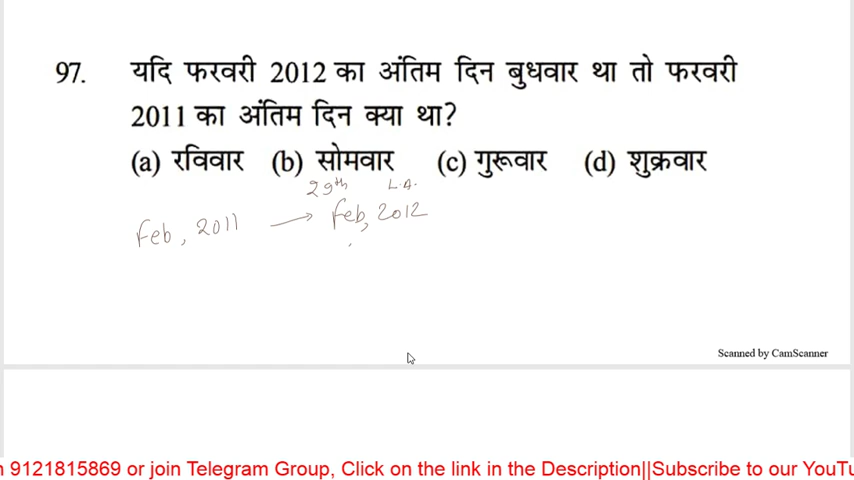 97. यदि फरवरी 2012 का अंतिम दिन बुधवार था तो फरवरी
2011 का अंतिम दिन क्या था?
(a) रविवार (b) सोमवार (c) गुरूवार (d) शुक्रवार
29th
Feb, 2011 → Feb, 2012
Scanned by CamScanner
9121815869 or join Telegram Group, Click on the link in the Description||Subscribe to our